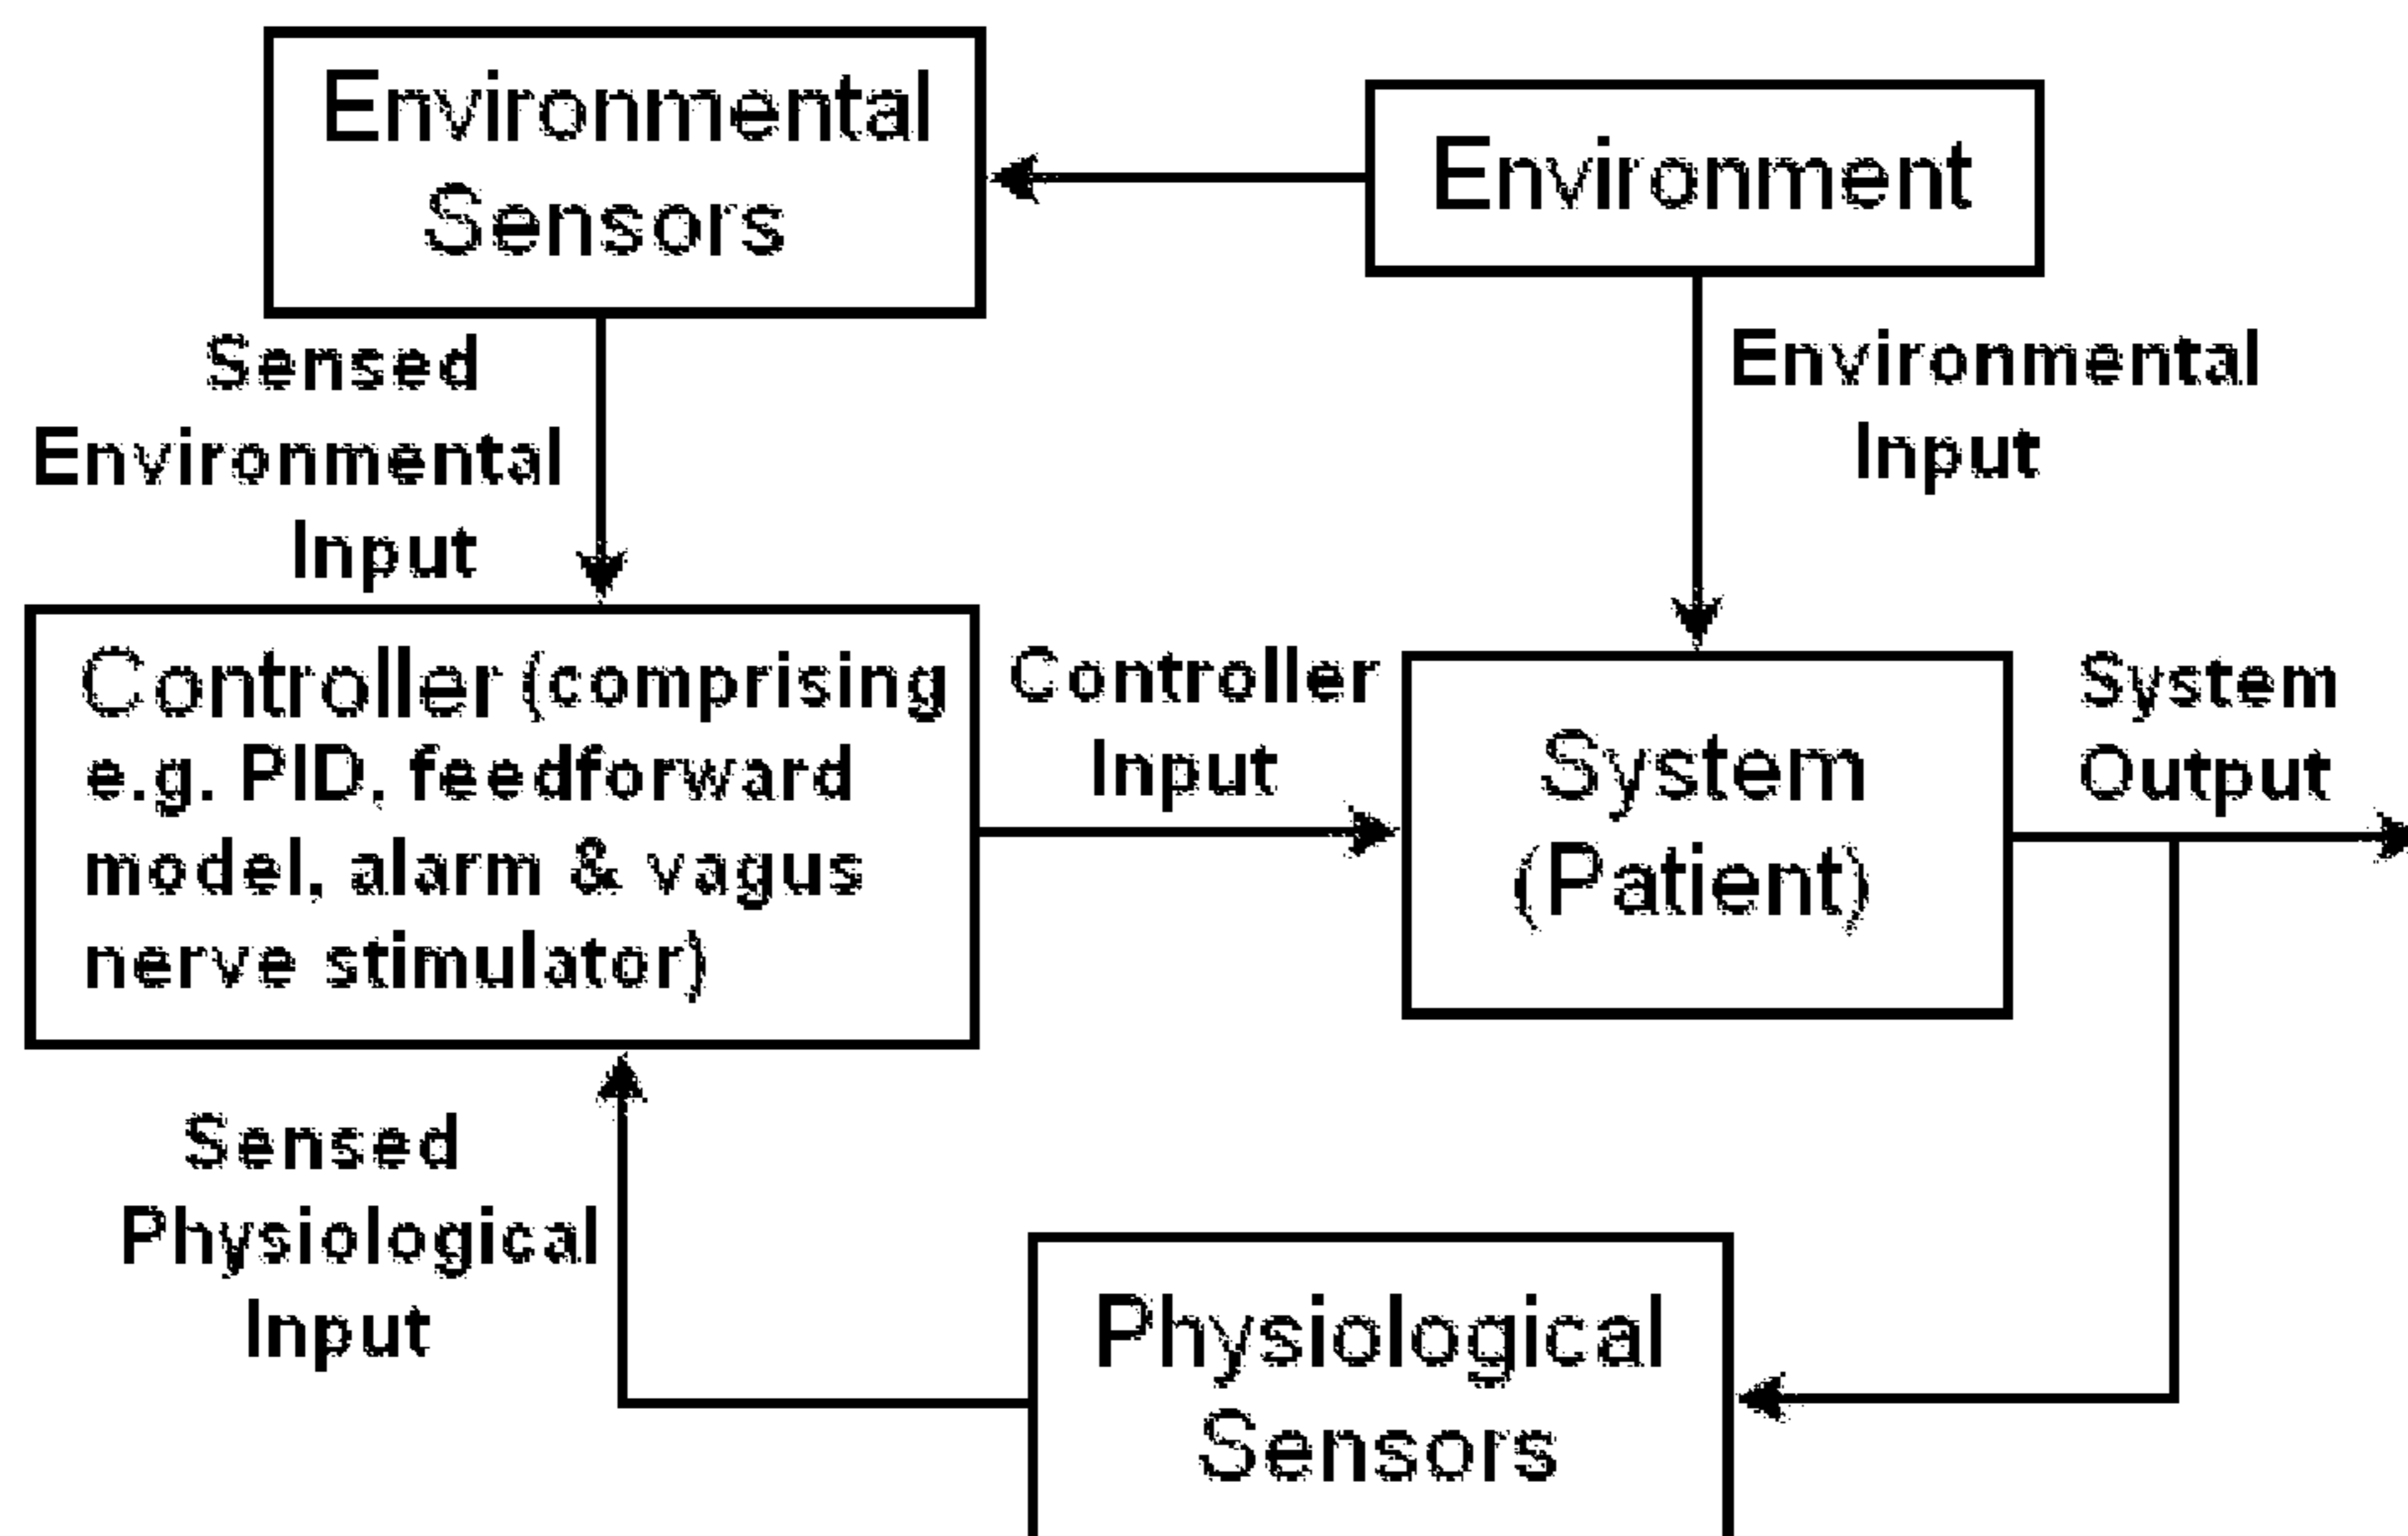 Environmental
Sensors
Environment
Sensed
Environmental
Input
Environmental
Input
Controller (comprising
e.g. PID, feedforward
model, alarm & vagus
nerve stimulator)
Controller
Input
System
(Patient)
System
Output
Sensed
Physiological
Input
Physiological
Sensors